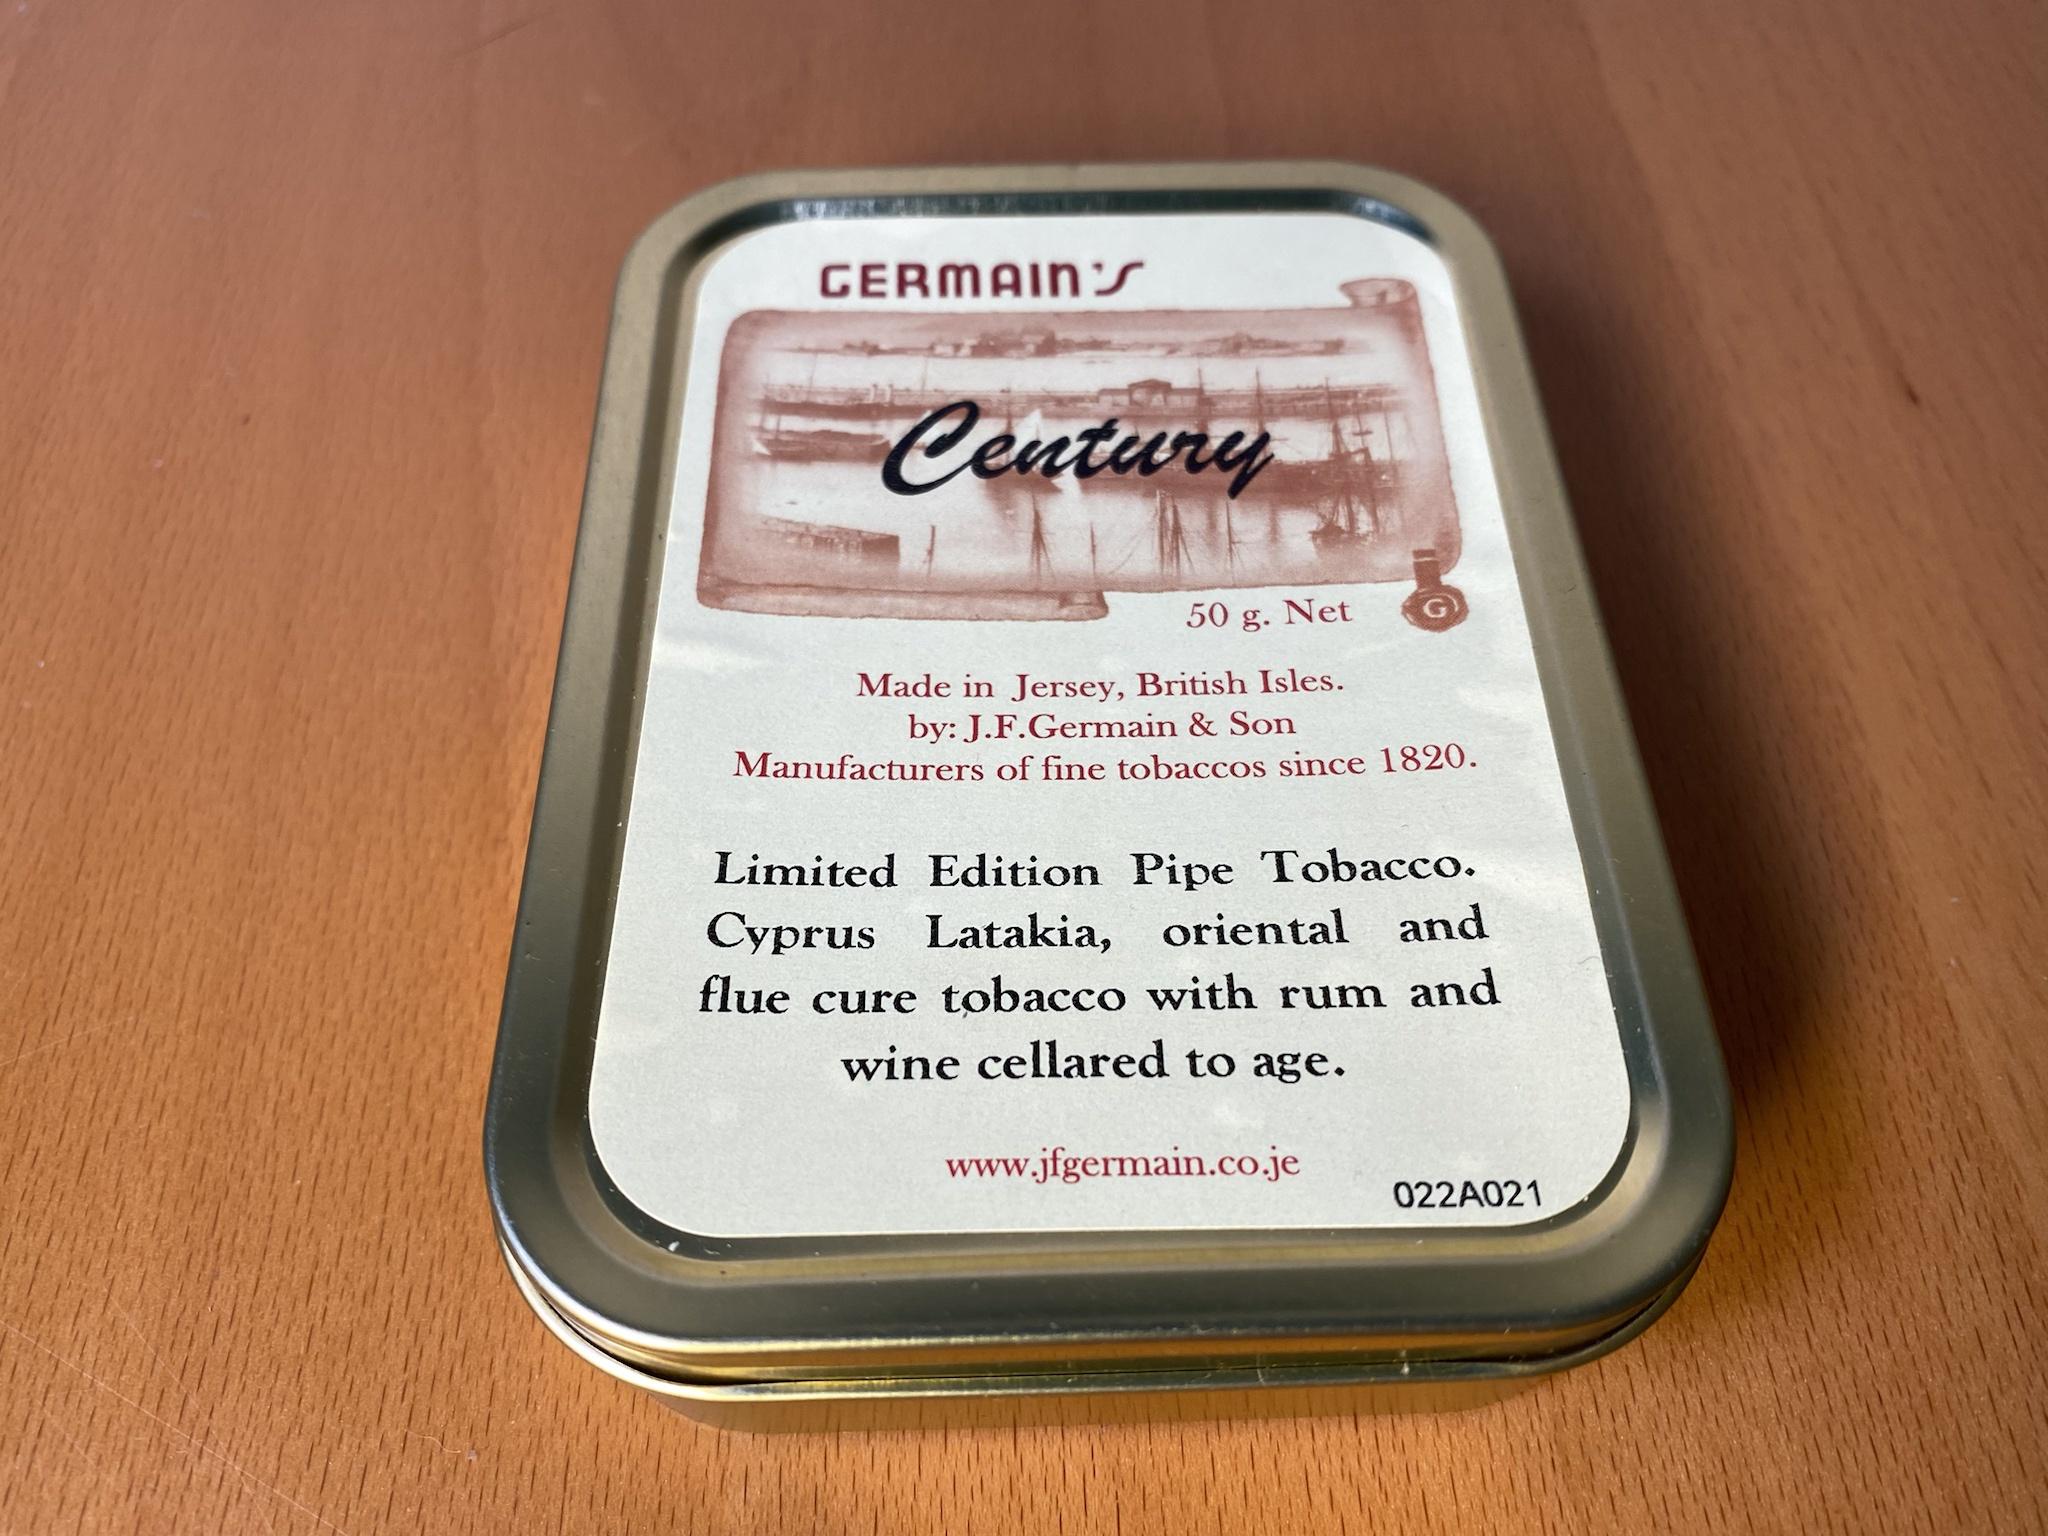 GERMAIN'S
Century
50 g. Net
G
Made in Jersey, British Isles.
by: J.F.Germain & Son
Manufacturers of fine tobaccos since 1820.
Limited Edition Pipe Tobacco.
Cyprus Latakia, oriental and
flue cure tobacco with rum and
wine cellared to age.
www.jfgermain.co.je
022A021